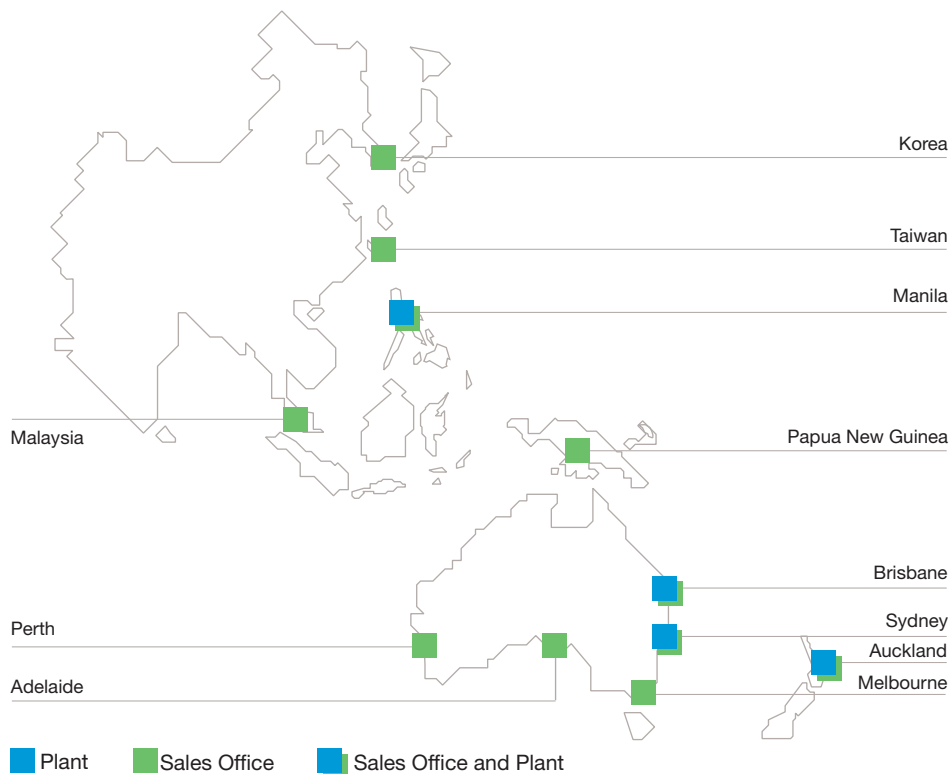 Korea
Taiwan
Manila
Malaysia
Papua New Guinea
Brisbane
Perth
Sydney
Auckland
Adelaide
Melbourne
Plant
Sales Office
Sales Office and Plant